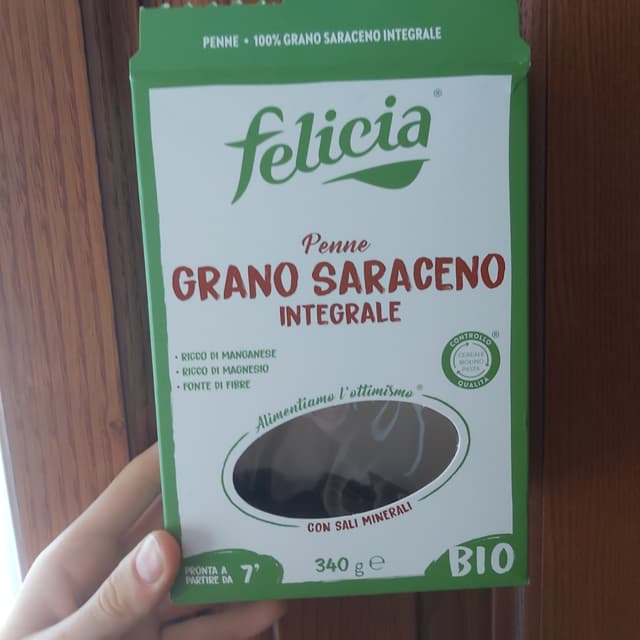 PENNE • 100% GRANO SARACENO INTEGRALE
felicia®
Penne
GRANO SARACENO
INTEGRALE
• RICCO DI MANGANESE
• RICCO DI MAGNESIO
• FONTE DI FIBRE
CONTROLLO ®
CEREALE
MOLINO
PASTA
QUALITÀ
Alimentiamo l'ottimismo®
CON SALI MINERALI
PRONTA A
PARTIRE DA 7'
340 g ℮
BIO